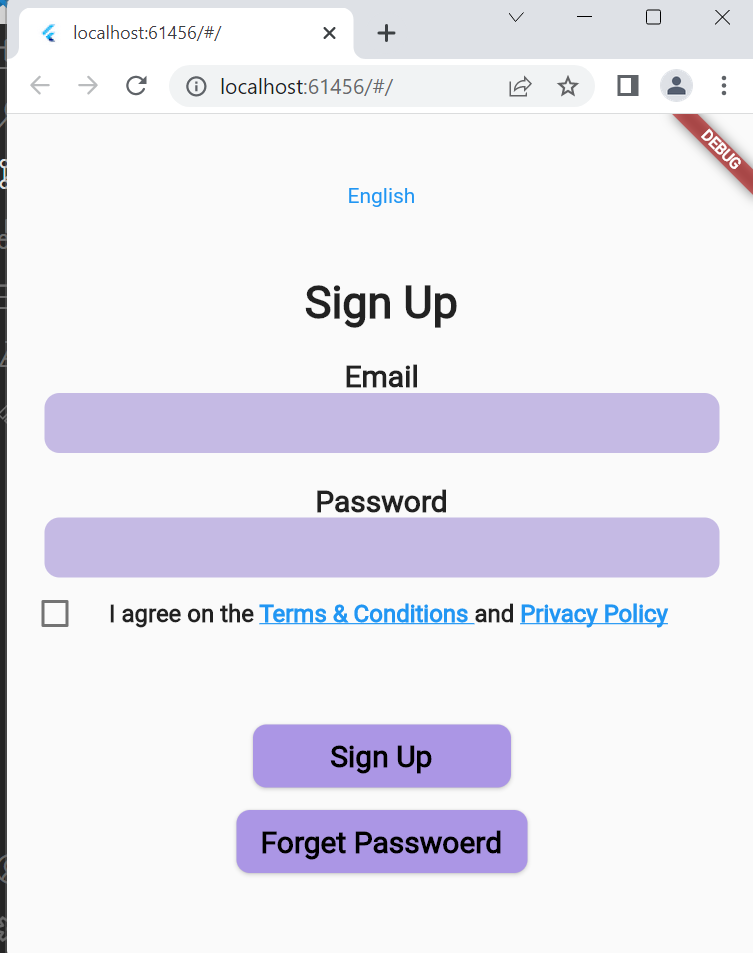 localhost:61456/#/
localhost:61456/#/
DEBUG
English
Sign Up
Email
Password
I agree on the Terms & Conditions and Privacy Policy
Sign Up
Forget Passwoerd